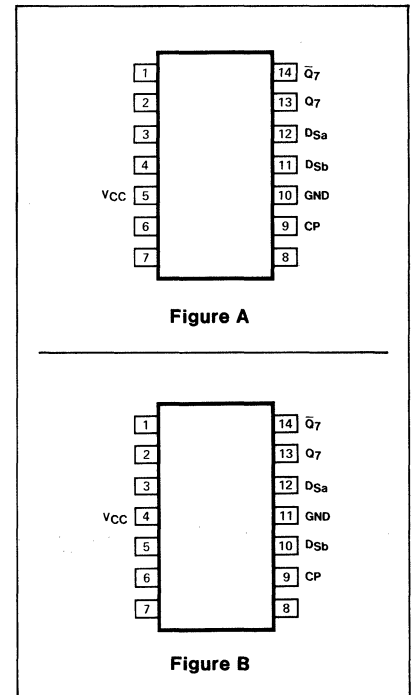 1 14 Q̅7
2 13 Q7
3 12 DSa
4 11 DSb
VCC 5 10 GND
6 9 CP
7 8
Figure A
1 14 Q̅7
2 13 Q7
3 12 DSa
VCC 4 11 GND
5 10 DSb
6 9 CP
7 8
Figure B